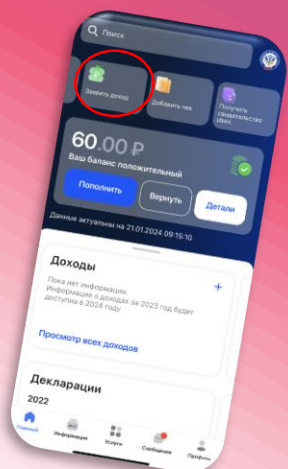 Поиск
Заявить доход
Добавить чек
Получить
свидетельство
ИНН
60.00 ₽
Ваш баланс положительный
Пополнить
Вернуть
Детали
Данные актуальны на 21.01.2024 09:15:10
Доходы
+
Пока нет информации.
Информация о доходах за 2023 год будет
доступна в 2024 году
Просмотр всех доходов
Декларации
2022
Главная
Информация
Услуги
Сообщения
Профиль